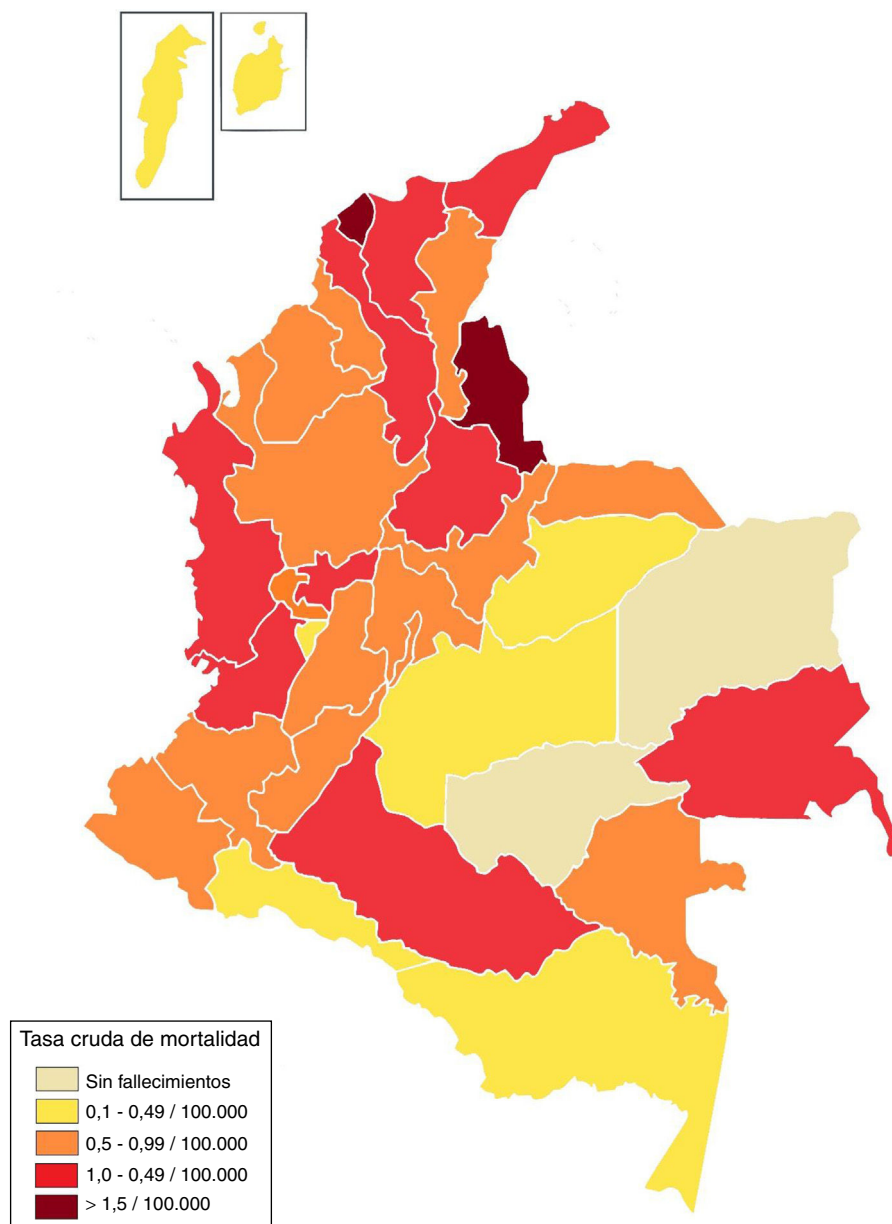 Tasa cruda de mortalidad
Sin fallecimientos
0,1 - 0,49 / 100.000
0,5 - 0,99 / 100.000
1,0 - 0,49 / 100.000
> 1,5 / 100.000